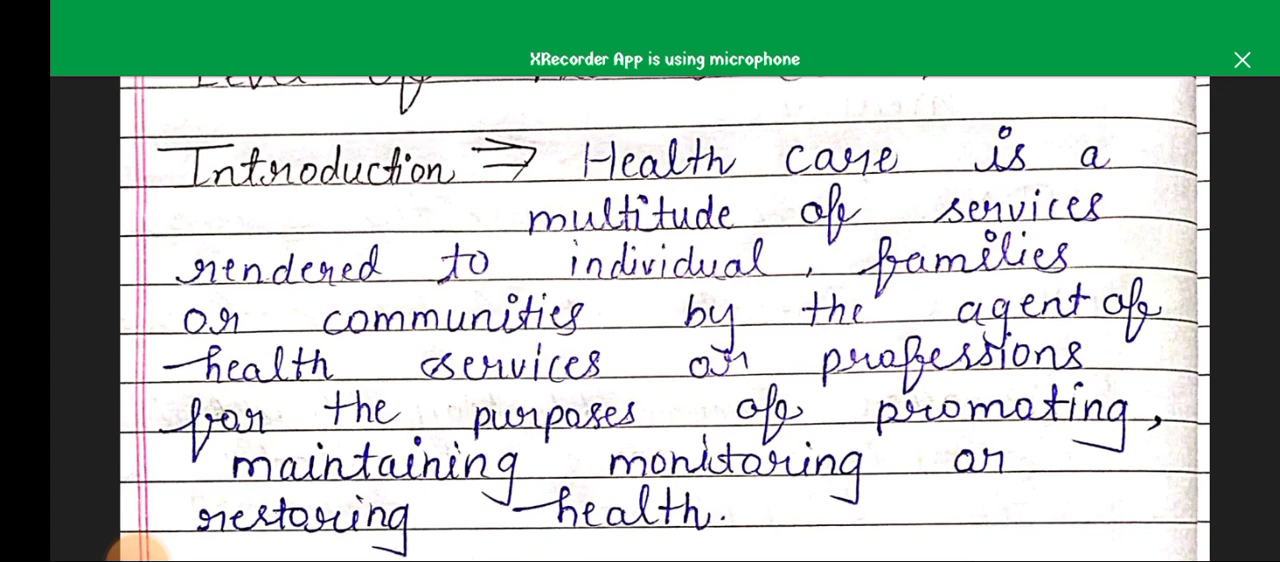 XRecorder App is using microphone
Introduction ⇒ Health care is a
multitude of services
rendered to individual, families
or communities by the agent of
health services or professions
for the purposes of promoting,
maintaining monitoring or
restoring health.